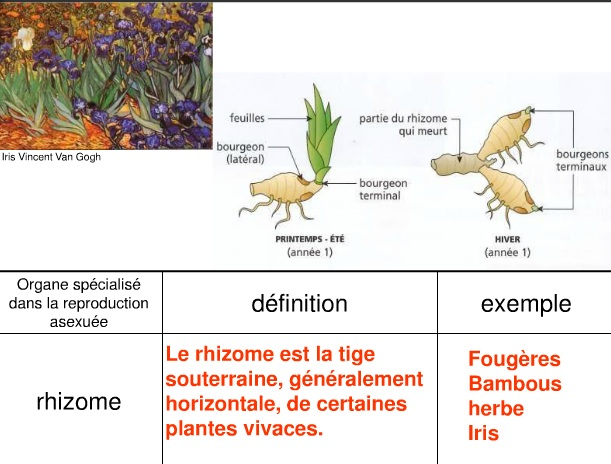 Iris Vincent Van Gogh
feuilles
bourgeon
(latéral)
bourgeon
terminal
PRINTEMPS - ÉTÉ
(année 1)
partie du rhizome
qui meurt
bourgeons
terminaux
HIVER
(année 1)
Organe spécialisé
dans la reproduction
asexuée
définition
exemple
rhizome
Le rhizome est la tige
souterraine, généralement
horizontale, de certaines
plantes vivaces.
Fougères
Bambous
herbe
Iris